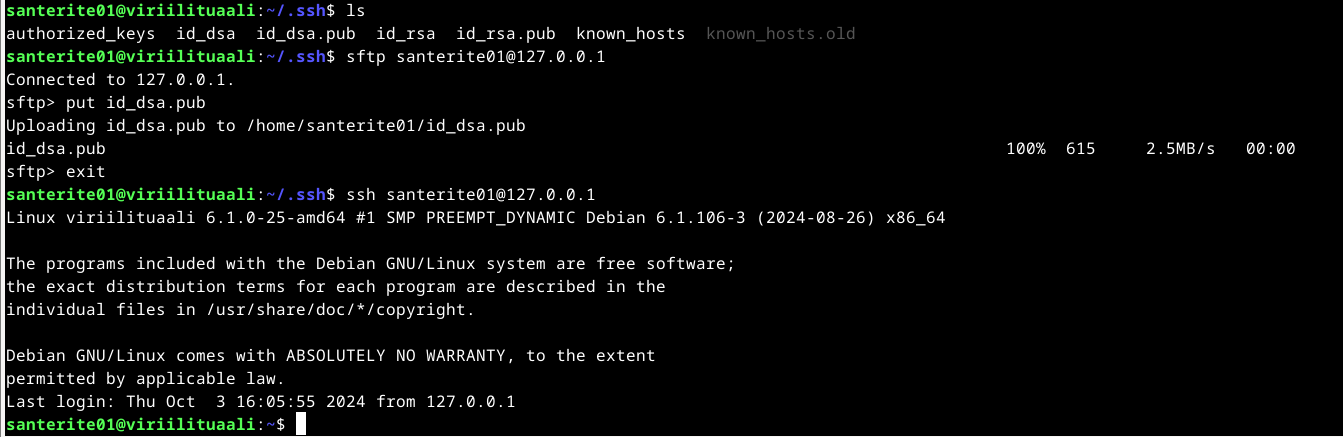 santerite01@viriilituaali:~/.ssh$ ls
authorized_keys  id_dsa  id_dsa.pub  id_rsa  id_rsa.pub  known_hosts  known_hosts.old
santerite01@viriilituaali:~/.ssh$ sftp santerite01@127.0.0.1
Connected to 127.0.0.1.
sftp> put id_dsa.pub
Uploading id_dsa.pub to /home/santerite01/id_dsa.pub
id_dsa.pub                                                                                          100%  615     2.5MB/s   00:00
sftp> exit
santerite01@viriilituaali:~/.ssh$ ssh santerite01@127.0.0.1
Linux viriilituaali 6.1.0-25-amd64 #1 SMP PREEMPT_DYNAMIC Debian 6.1.106-3 (2024-08-26) x86_64

The programs included with the Debian GNU/Linux system are free software;
the exact distribution terms for each program are described in the
individual files in /usr/share/doc/*/copyright.

Debian GNU/Linux comes with ABSOLUTELY NO WARRANTY, to the extent
permitted by applicable law.
Last login: Thu Oct  3 16:05:55 2024 from 127.0.0.1
santerite01@viriilituaali:~$